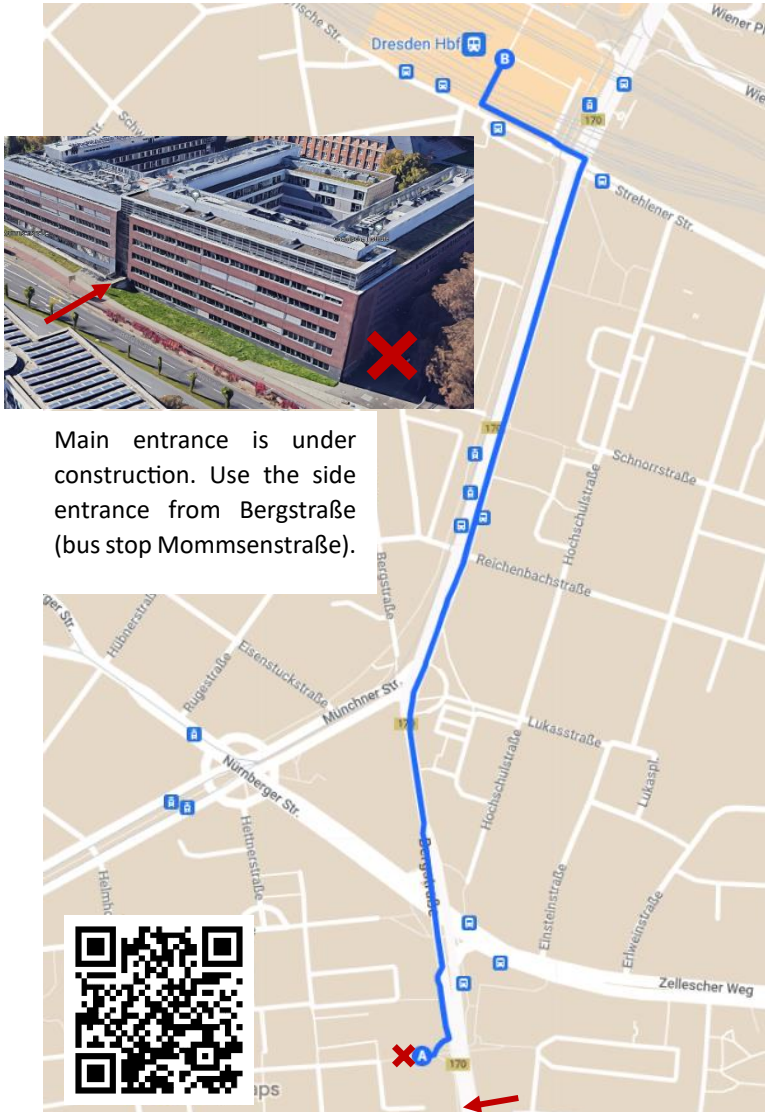 Wiener Pl
Dresden Hbf
B
170
Strehlener Str.
Main entrance is under
construction. Use the side
entrance from Bergstraße
(bus stop Mommsenstraße).
170
Schnorrstraße
Hochschulstraße
Reichenbachstraße
Bergstraße
Hübnerstraß
Eisenstuckstraße
Rugestraße
Münchner Str.
Lukasstraße
Hochschulstraße
Lukaspl.
Nürnberger Str.
Hettnerstraße
Bergstraße
Einsteinstraße
Erlweinstraße
Zellescher Weg
A
170
aps